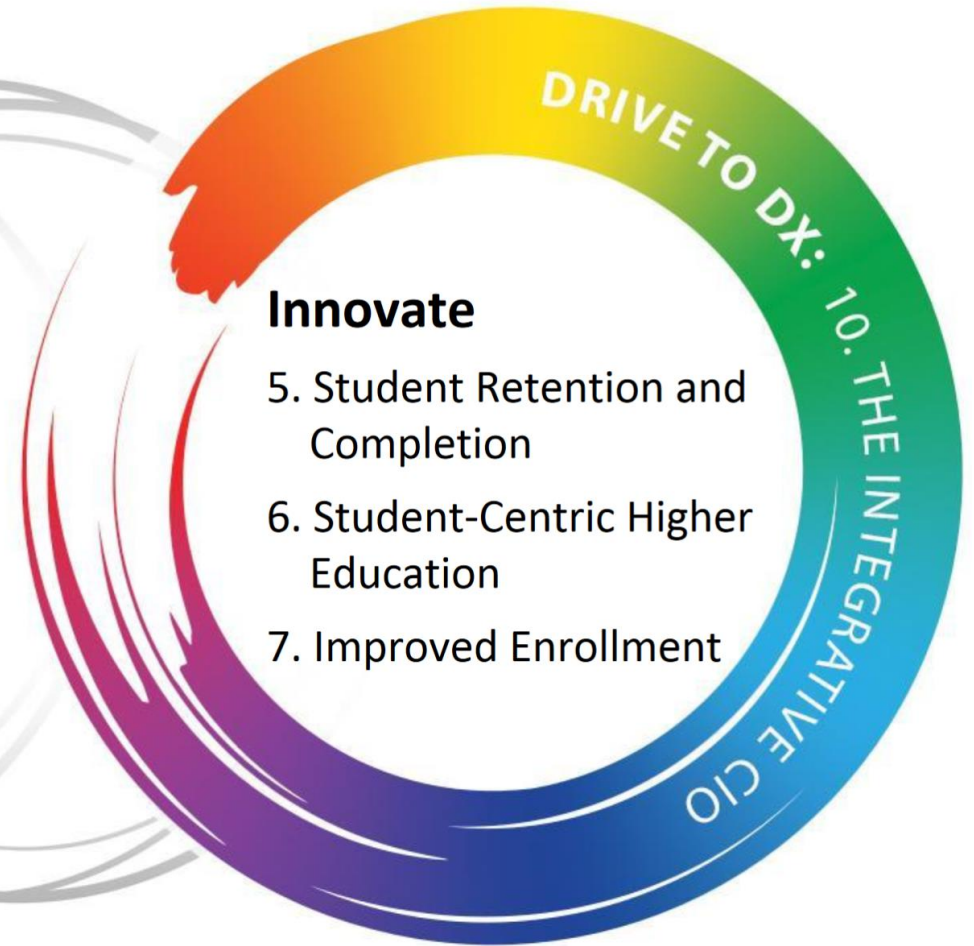 DRIVE TO DX: 10. THE INTEGRATIVE CIO
Innovate
5. Student Retention and
Completion
6. Student-Centric Higher
Education
7. Improved Enrollment